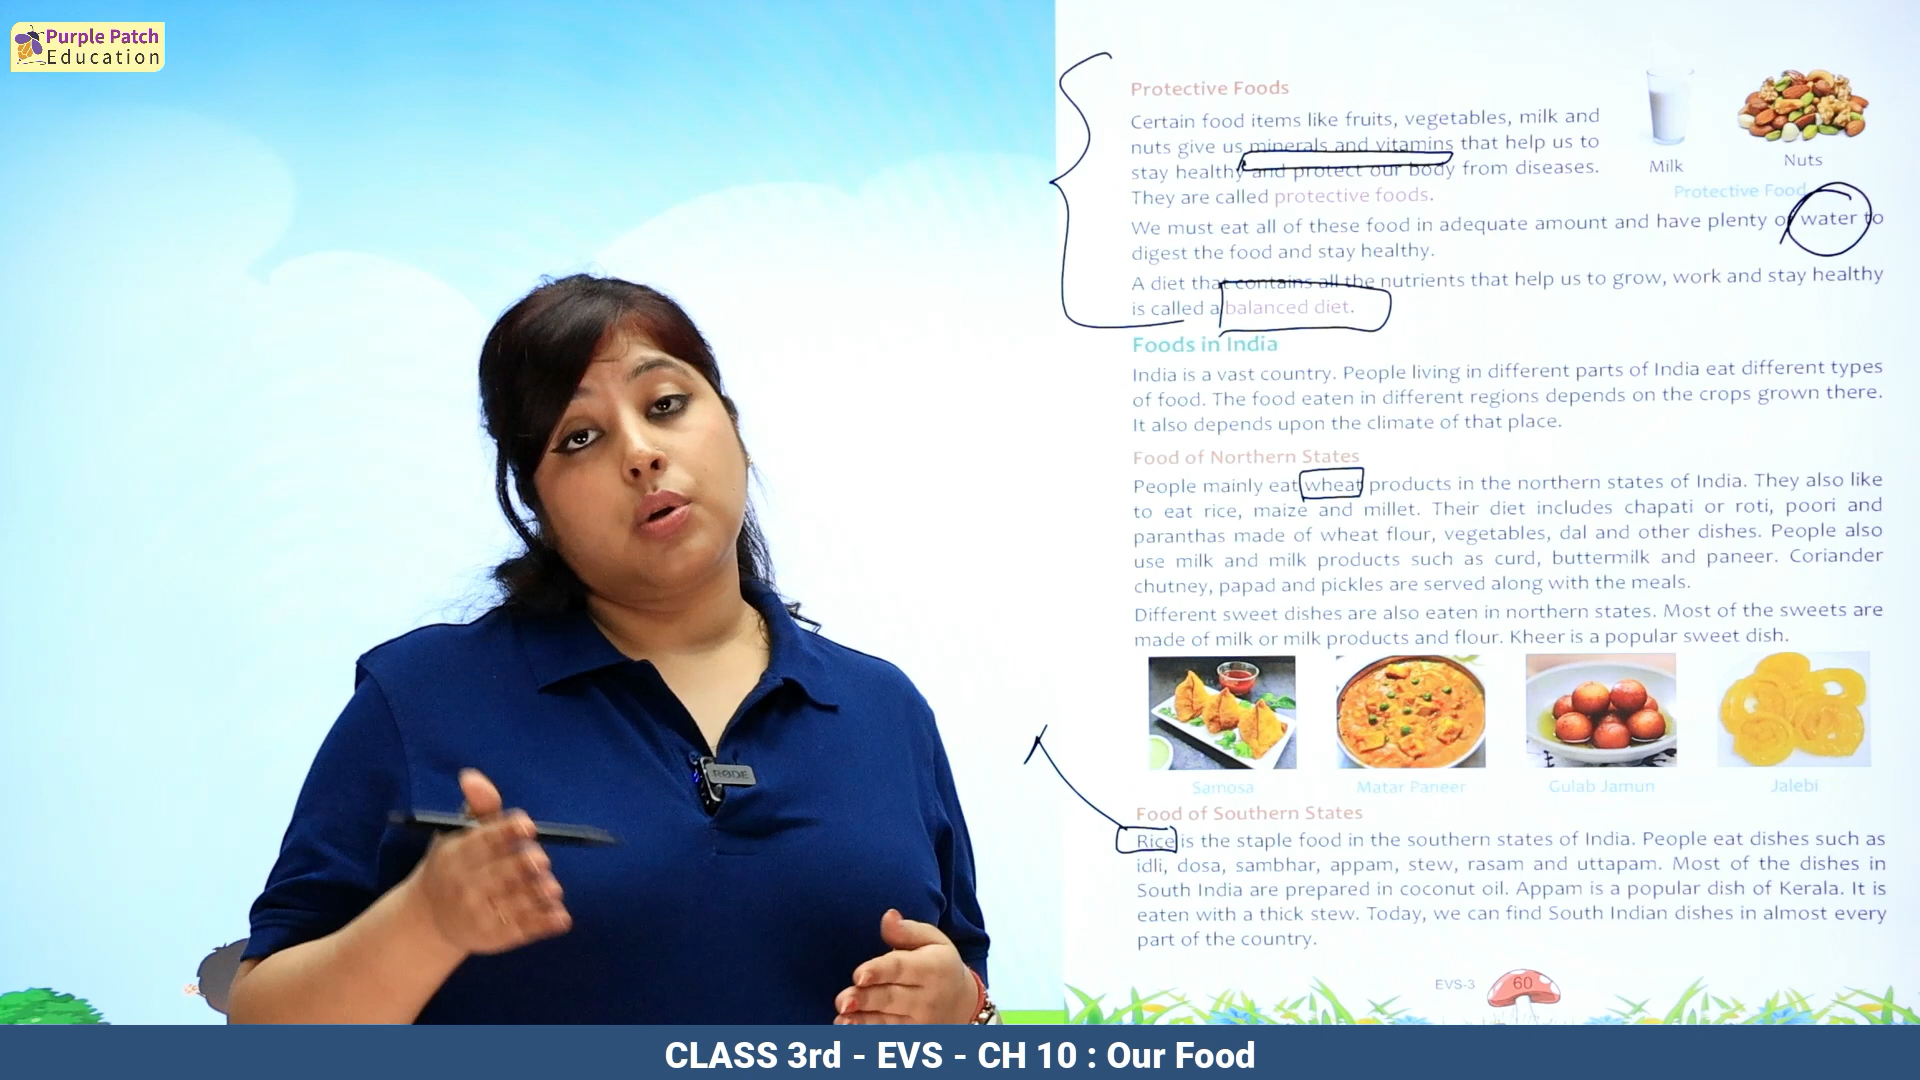 Purple Patch
Education
Protective Foods
Certain food items like fruits, vegetables, milk and
nuts give us minerals and vitamins that help us to
stay healthy and protect our body from diseases.
They are called protective foods.
Milk
Nuts
Protective Food
We must eat all of these food in adequate amount and have plenty of water to
digest the food and stay healthy.
A diet that contains all the nutrients that help us to grow, work and stay healthy
is called a balanced diet.
Foods in India
India is a vast country. People living in different parts of India eat different types
of food. The food eaten in different regions depends on the crops grown there.
It also depends upon the climate of that place.
Food of Northern States
People mainly eat wheat products in the northern states of India. They also like
to eat rice, maize and millet. Their diet includes chapati or roti, poori and
paranthas made of wheat flour, vegetables, dal and other dishes. People also
use milk and milk products such as curd, buttermilk and paneer. Coriander
chutney, papad and pickles are served along with the meals.
Different sweet dishes are also eaten in northern states. Most of the sweets are
made of milk or milk products and flour. Kheer is a popular sweet dish.
Samosa
Matar Paneer
Gulab Jamun
Jalebi
Food of Southern States
Rice is the staple food in the southern states of India. People eat dishes such as
idli, dosa, sambhar, appam, stew, rasam and uttapam. Most of the dishes in
South India are prepared in coconut oil. Appam is a popular dish of Kerala. It is
eaten with a thick stew. Today, we can find South Indian dishes in almost every
part of the country.
EVS-3
60
RØDE
CLASS 3rd - EVS - CH 10 : Our Food